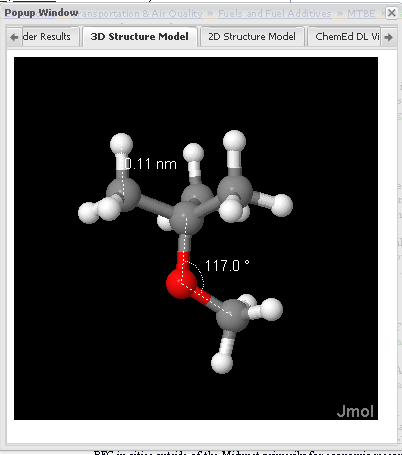 Popup Window
Transportation & Air Quality » Fuels and Fuel Additives » MTBE »
der Results 3D Structure Model 2D Structure Model ChemEd DL Vi
0.11 nm
117.0 °
Jmol